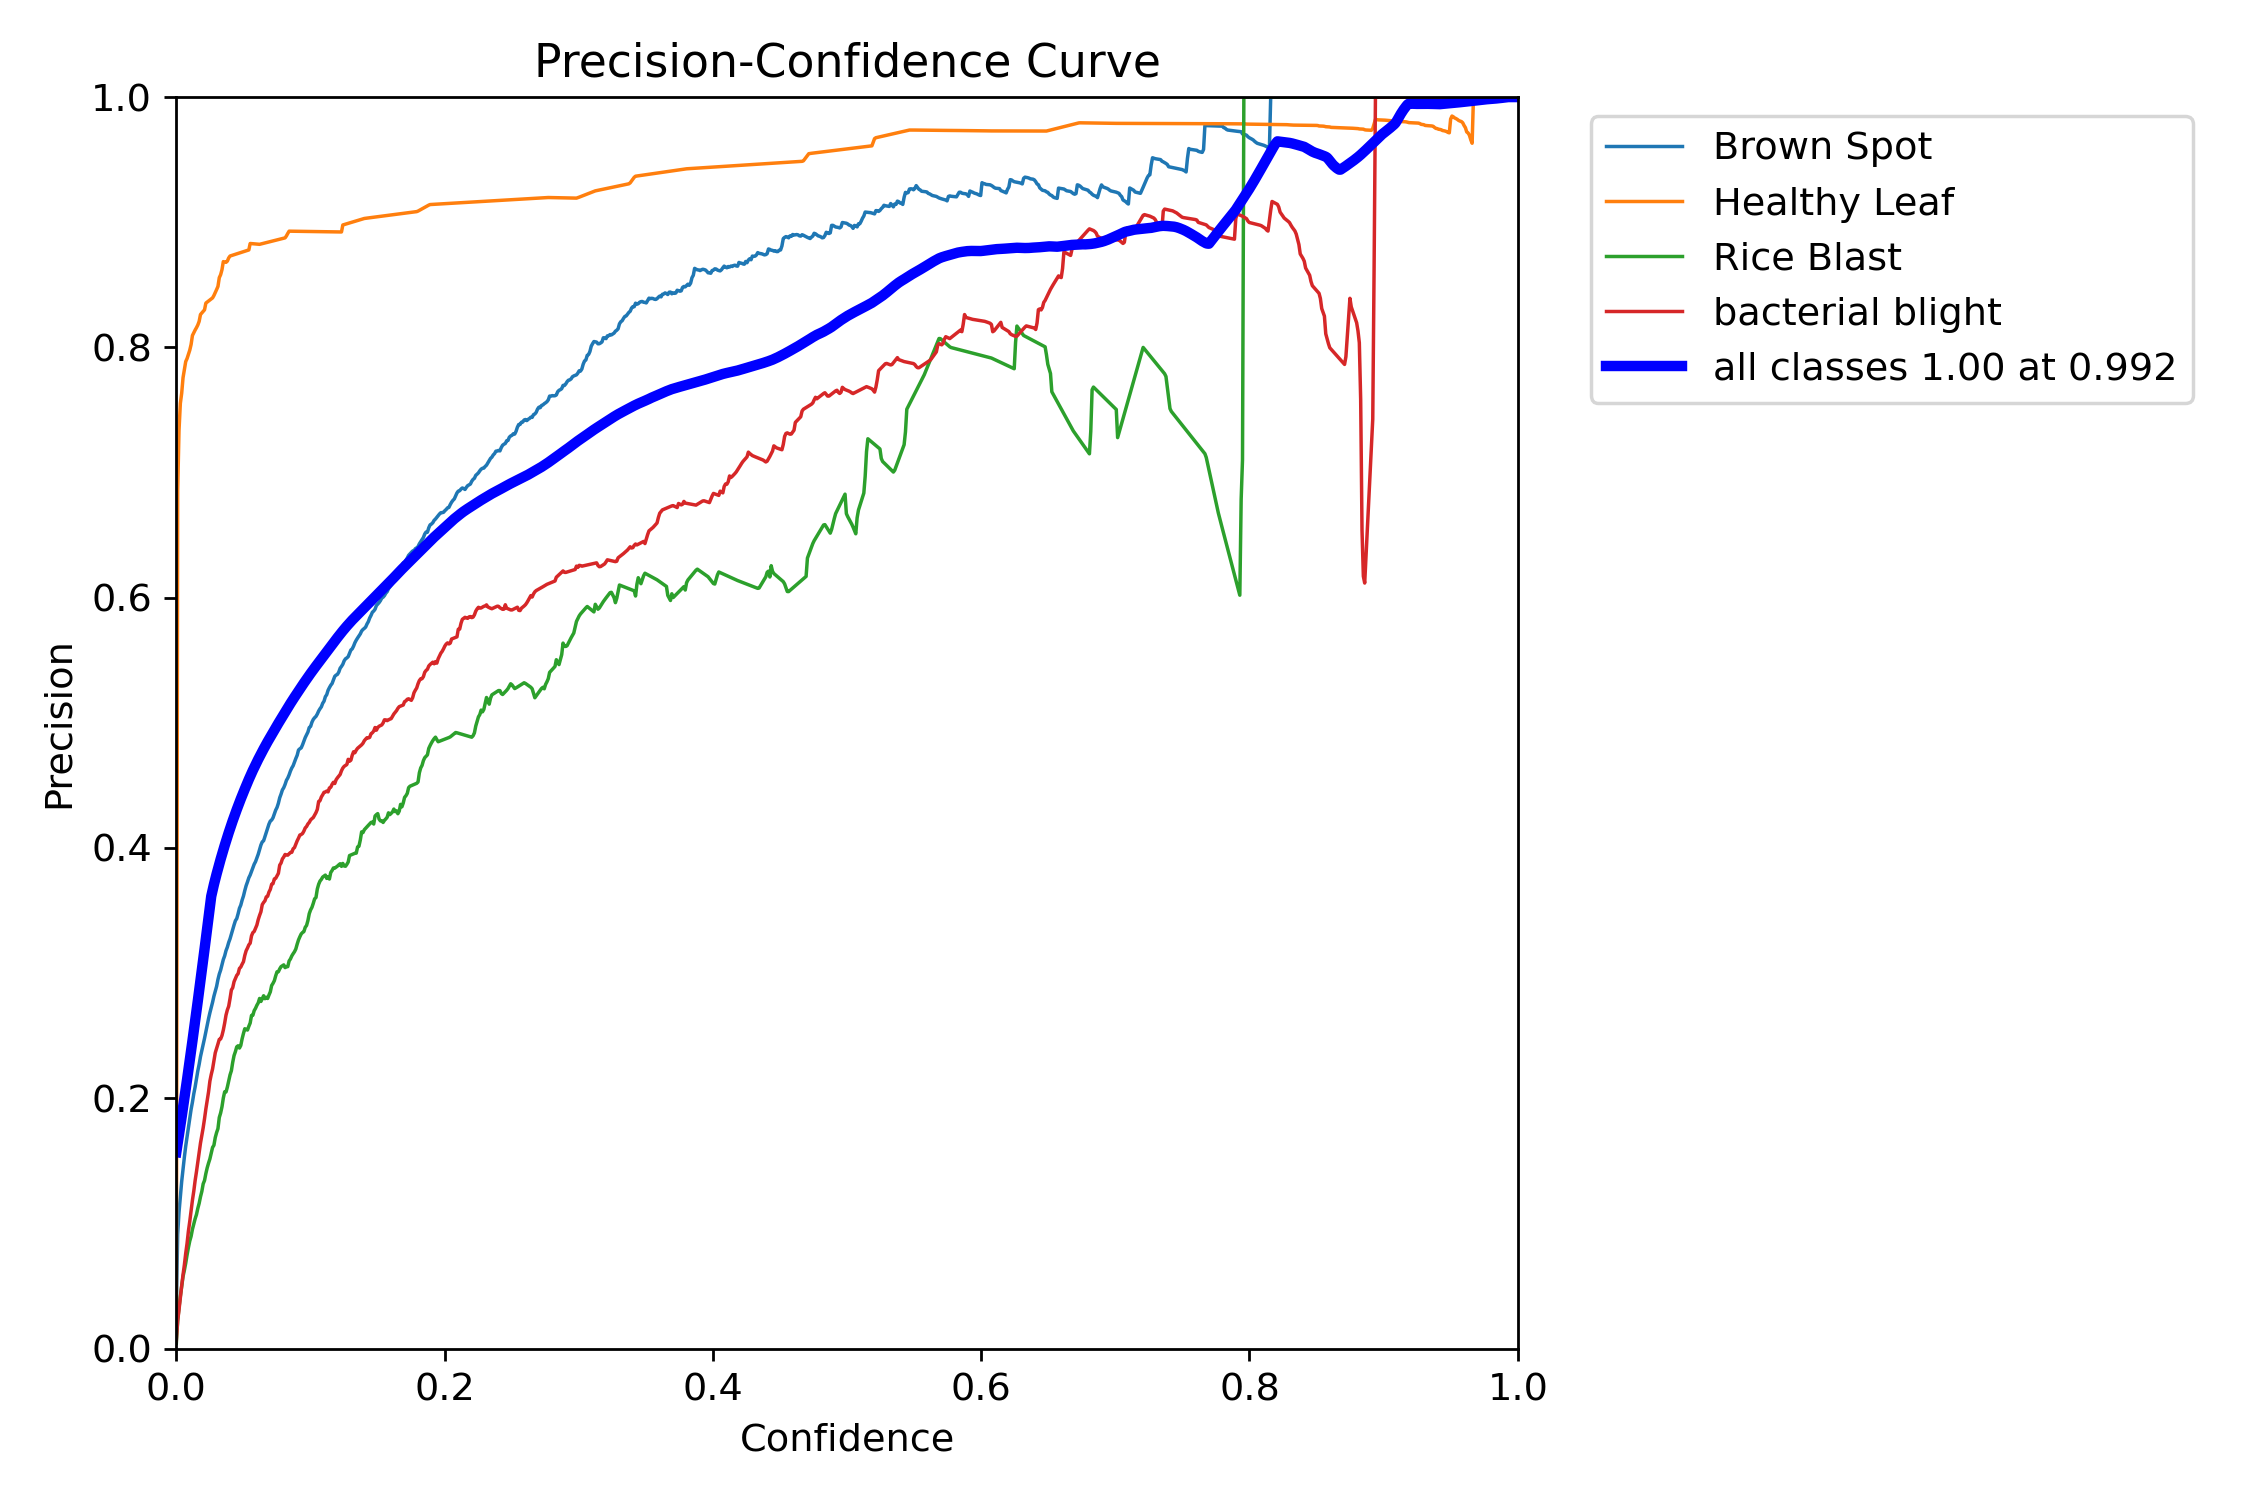 Precision-Confidence Curve
1.0
0.8
0.6
0.4
0.2
0.0
Precision
0.0 0.2 0.4 0.6 0.8 1.0
Confidence
Brown Spot
Healthy Leaf
Rice Blast
bacterial blight
all classes 1.00 at 0.992